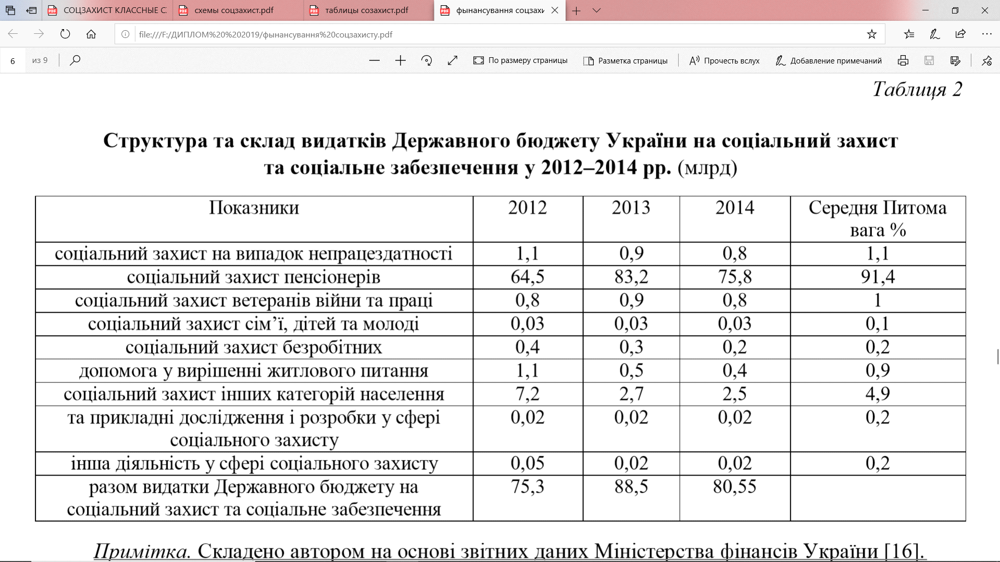 СОЦЗАХИСТ КЛАССНЫЕ С
схемы соцзахист.pdf
таблицы созахист.pdf
фынансування соцзахи
file:///F:/ДИПЛОМ%20%202019/фынансування%20соцзахисту.pdf
6 из 9
По размеру страницы
Разметка страницы
Прочесть вслух
Добавление примечаний
Таблиця 2
Структура та склад видатків Державного бюджету України на соціальний захист
та соціальне забезпечення у 2012–2014 рр. (млрд)
Показники 2012 2013 2014 Середня Питома
вага %
соціальний захист на випадок непрацездатності 1,1 0,9 0,8 1,1
соціальний захист пенсіонерів 64,5 83,2 75,8 91,4
соціальний захист ветеранів війни та праці 0,8 0,9 0,8 1
соціальний захист сім’ї, дітей та молоді 0,03 0,03 0,03 0,1
соціальний захист безробітних 0,4 0,3 0,2 0,2
допомога у вирішенні житлового питання 1,1 0,5 0,4 0,9
соціальний захист інших категорій населення 7,2 2,7 2,5 4,9
та прикладні дослідження і розробки у сфері 0,02 0,02 0,02 0,2
соціального захисту
інша діяльність у сфері соціального захисту 0,05 0,02 0,02 0,2
разом видатки Державного бюджету на 75,3 88,5 80,55
соціальний захист та соціальне забезпечення
Примітка. Складено автором на основі звітних даних Міністерства фінансів України [16].